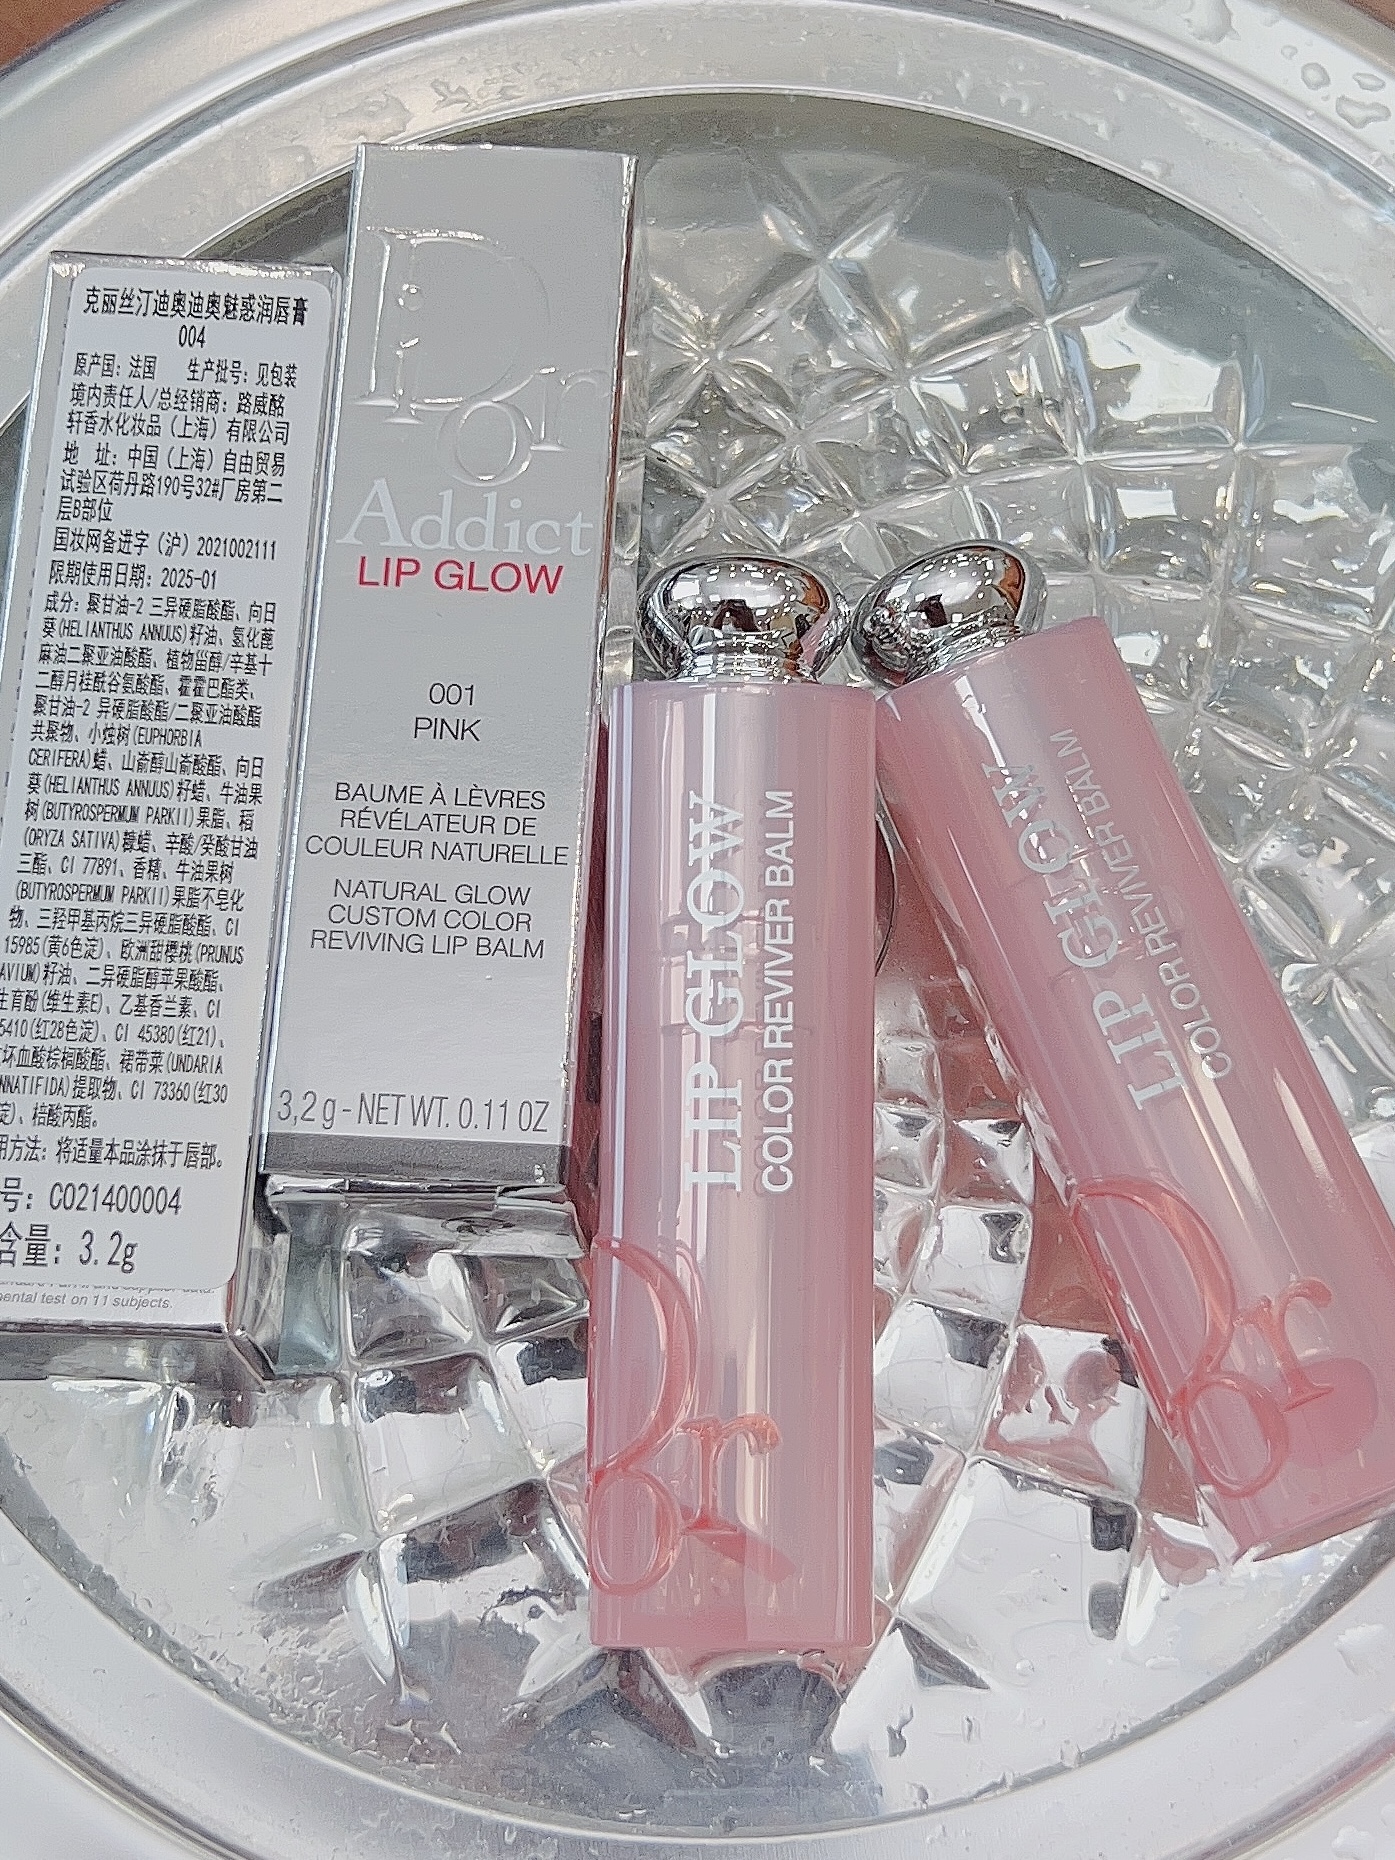 克丽丝汀迪奥迪奥魅惑润唇膏
004
原产国：法国 生产批号：见包装
境内责任人/总经销商：路威酩
轩香水化妆品（上海）有限公司
地 址：中国（上海）自由贸易
试验区荷丹路190号32#厂房第二
层B部位
国妆网备进字（沪）2021002111
限期使用日期：2025-01
成分：聚甘油-2 三异硬脂酸酯、向日
葵(HELIANTHUS ANNUUS)籽油、氢化蓖
麻油二聚亚油酸酯、植物甾醇/辛基十
二醇月桂酰谷氨酸酯、霍霍巴酯类、
聚甘油-2 异硬脂酸酯/二聚亚油酸酯
共聚物、小烛树(EUPHORBIA
CERIFERA)蜡、山嵛醇山嵛酸酯、向日
葵(HELIANTHUS ANNUUS)籽蜡、牛油果
树(BUTYROSPERMUM PARKII)果脂、稻
(ORYZA SATIVA)糠蜡、辛酸/癸酸甘油
三酯、CI 77891、香精、牛油果树
(BUTYROSPERMUM PARKII)果脂不皂化
物、三羟甲基丙烷三异硬脂酸酯、CI
15985(黄6色淀)、欧洲甜樱桃(PRUNUS
AVIUM)籽油、二异硬脂醇苹果酸酯、
生育酚(维生素E)、乙基香兰素、CI
5410(红28色淀)、CI 45380(红21)、
坏血酸棕榈酸酯、裙带菜(UNDARIA
NNATIFIDA)提取物、CI 73360(红30
淀)、棓酸丙酯。
用方法：将适量本品涂抹于唇部。
号：C021400004
含量：3.2g
ental test on 11 subjects.
Dior
Addict
LIP GLOW
001
PINK
BAUME À LÈVRES
RÉVÉLATEUR DE
COULEUR NATURELLE
NATURAL GLOW
CUSTOM COLOR
REVIVING LIP BALM
3,2 g - NET WT. 0.11 OZ
LIP GLOW
COLOR REVIVER BALM
Dior
LIP GLOW
COLOR REVIVER BALM
Dior